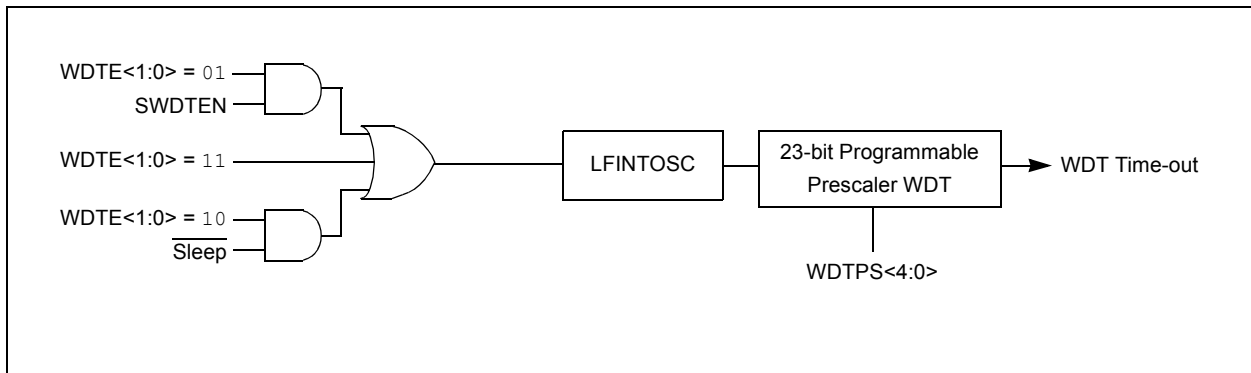 WDTE<1:0> = 01
SWDTEN
WDTE<1:0> = 11
WDTE<1:0> = 10
Sleep
LFINTOSC
23-bit Programmable
Prescaler WDT
WDT Time-out
WDTPS<4:0>